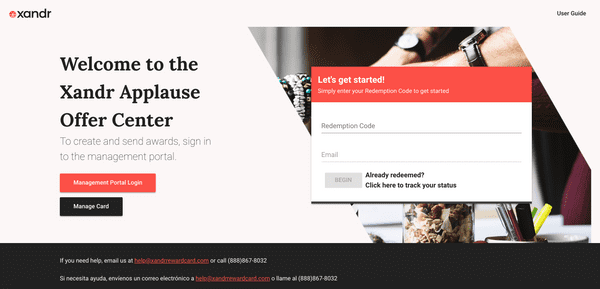 xandr
User Guide
Welcome to the
Xandr Applause
Offer Center
To create and send awards, sign in
to the management portal.
Management Portal Login
Manage Card
Let's get started!
Simply enter your Redemption Code to get started
Redemption Code
Email
BEGIN
Already redeemed?
Click here to track your status
If you need help, email us at help@xandrrewardcard.com or call (888)867-8032
Si necesita ayuda, envíenos un correo electrónico a help@xandrrewardcard.com o llame al (888)867-8032